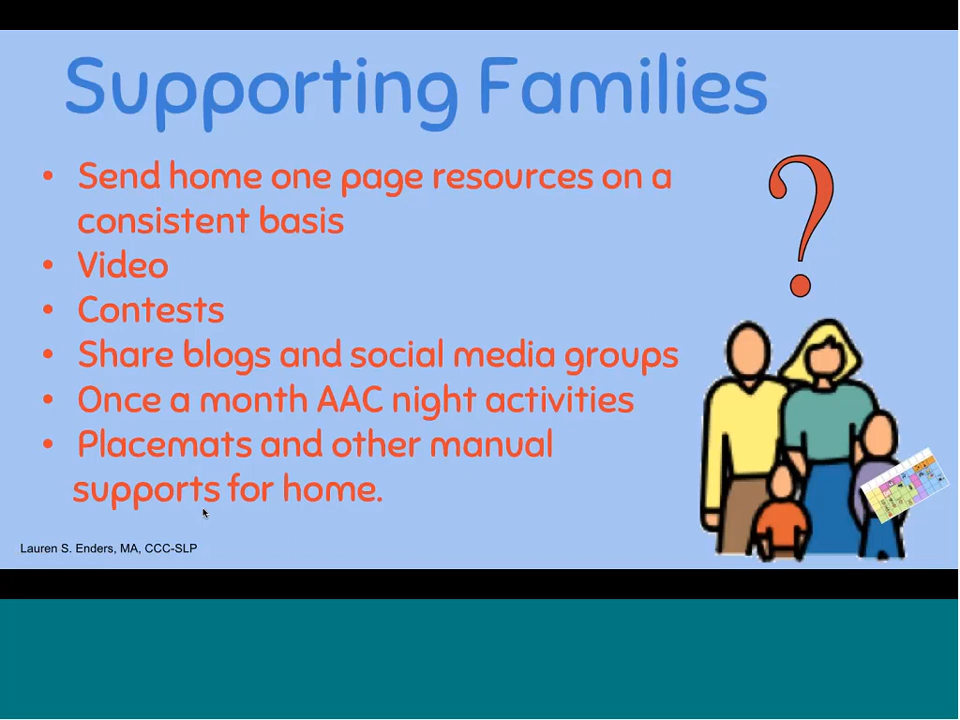 Supporting Families
• Send home one page resources on a
consistent basis
• Video
• Contests
• Share blogs and social media groups
• Once a month AAC night activities
• Placemats and other manual
supports for home.
?
Lauren S. Enders, MA, CCC-SLP